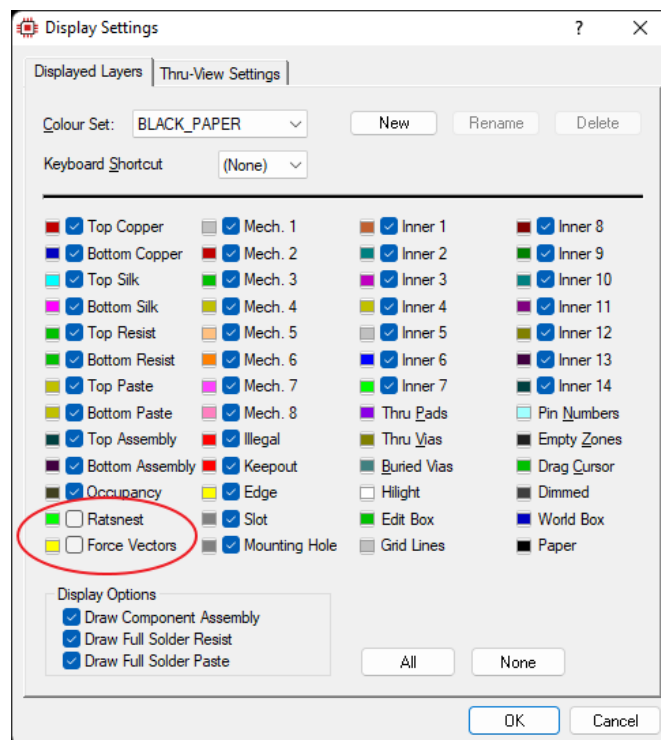 Display Settings ?
Displayed Layers Thru-View Settings
Colour Set: BLACK_PAPER New Rename Delete
Keyboard Shortcut (None)
Top Copper Mech. 1 Inner 1 Inner 8
Bottom Copper Mech. 2 Inner 2 Inner 9
Top Silk Mech. 3 Inner 3 Inner 10
Bottom Silk Mech. 4 Inner 4 Inner 11
Top Resist Mech. 5 Inner 5 Inner 12
Bottom Resist Mech. 6 Inner 6 Inner 13
Top Paste Mech. 7 Inner 7 Inner 14
Bottom Paste Mech. 8 Thru Pads Pin Numbers
Top Assembly Illegal Thru Vias Empty Zones
Bottom Assembly Keepout Buried Vias Drag Cursor
Occupancy Edge Hilight Dimmed
Ratsnest Slot Edit Box World Box
Force Vectors Mounting Hole Grid Lines Paper
Display Options
Draw Component Assembly
Draw Full Solder Resist
Draw Full Solder Paste All None
OK Cancel